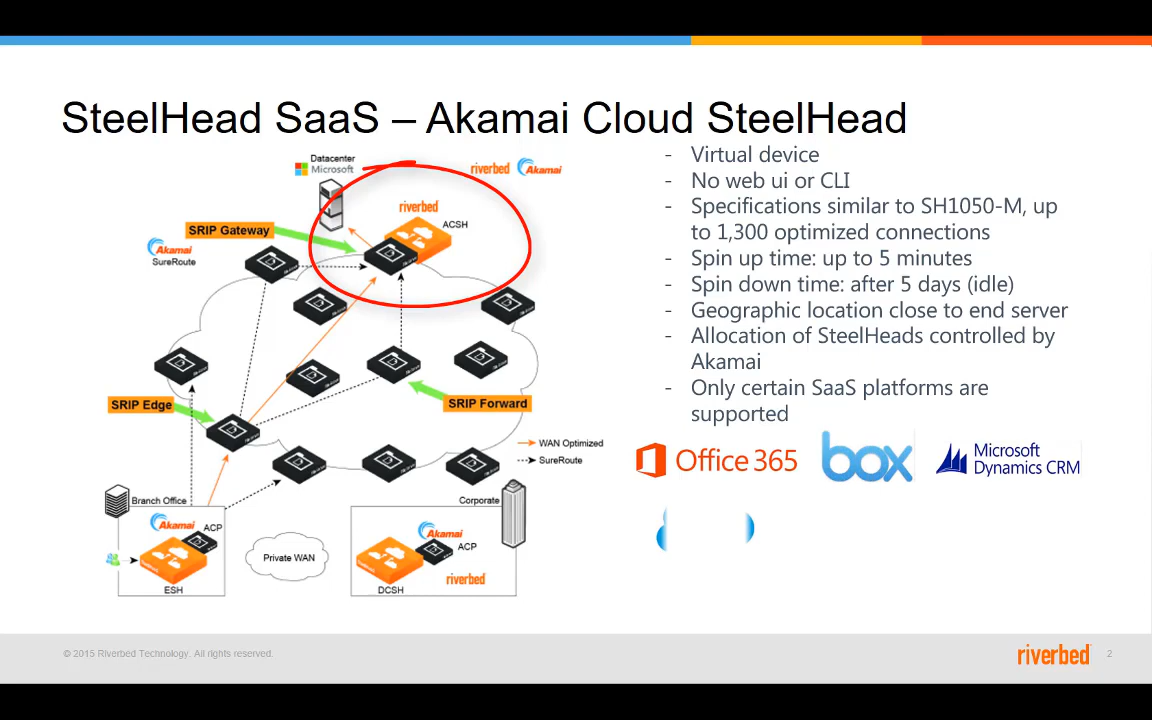 SteelHead SaaS – Akamai Cloud SteelHead
Datacenter
Microsoft
riverbed Akamai
riverbed
ACSH
SRIP Gateway
Akamai
SureRoute
SRIP Edge
SRIP Forward
WAN Optimized
SureRoute
Branch Office
Akamai
ACP
ESH
Private WAN
Corporate
Akamai
ACP
riverbed
DCSH
- Virtual device
- No web ui or CLI
- Specifications similar to SH1050-M, up
to 1,300 optimized connections
- Spin up time: up to 5 minutes
- Spin down time: after 5 days (idle)
- Geographic location close to end server
- Allocation of SteelHeads controlled by
Akamai
- Only certain SaaS platforms are
supported
Office 365
box
Microsoft
Dynamics CRM
© 2015 Riverbed Technology. All rights reserved.
riverbed
2